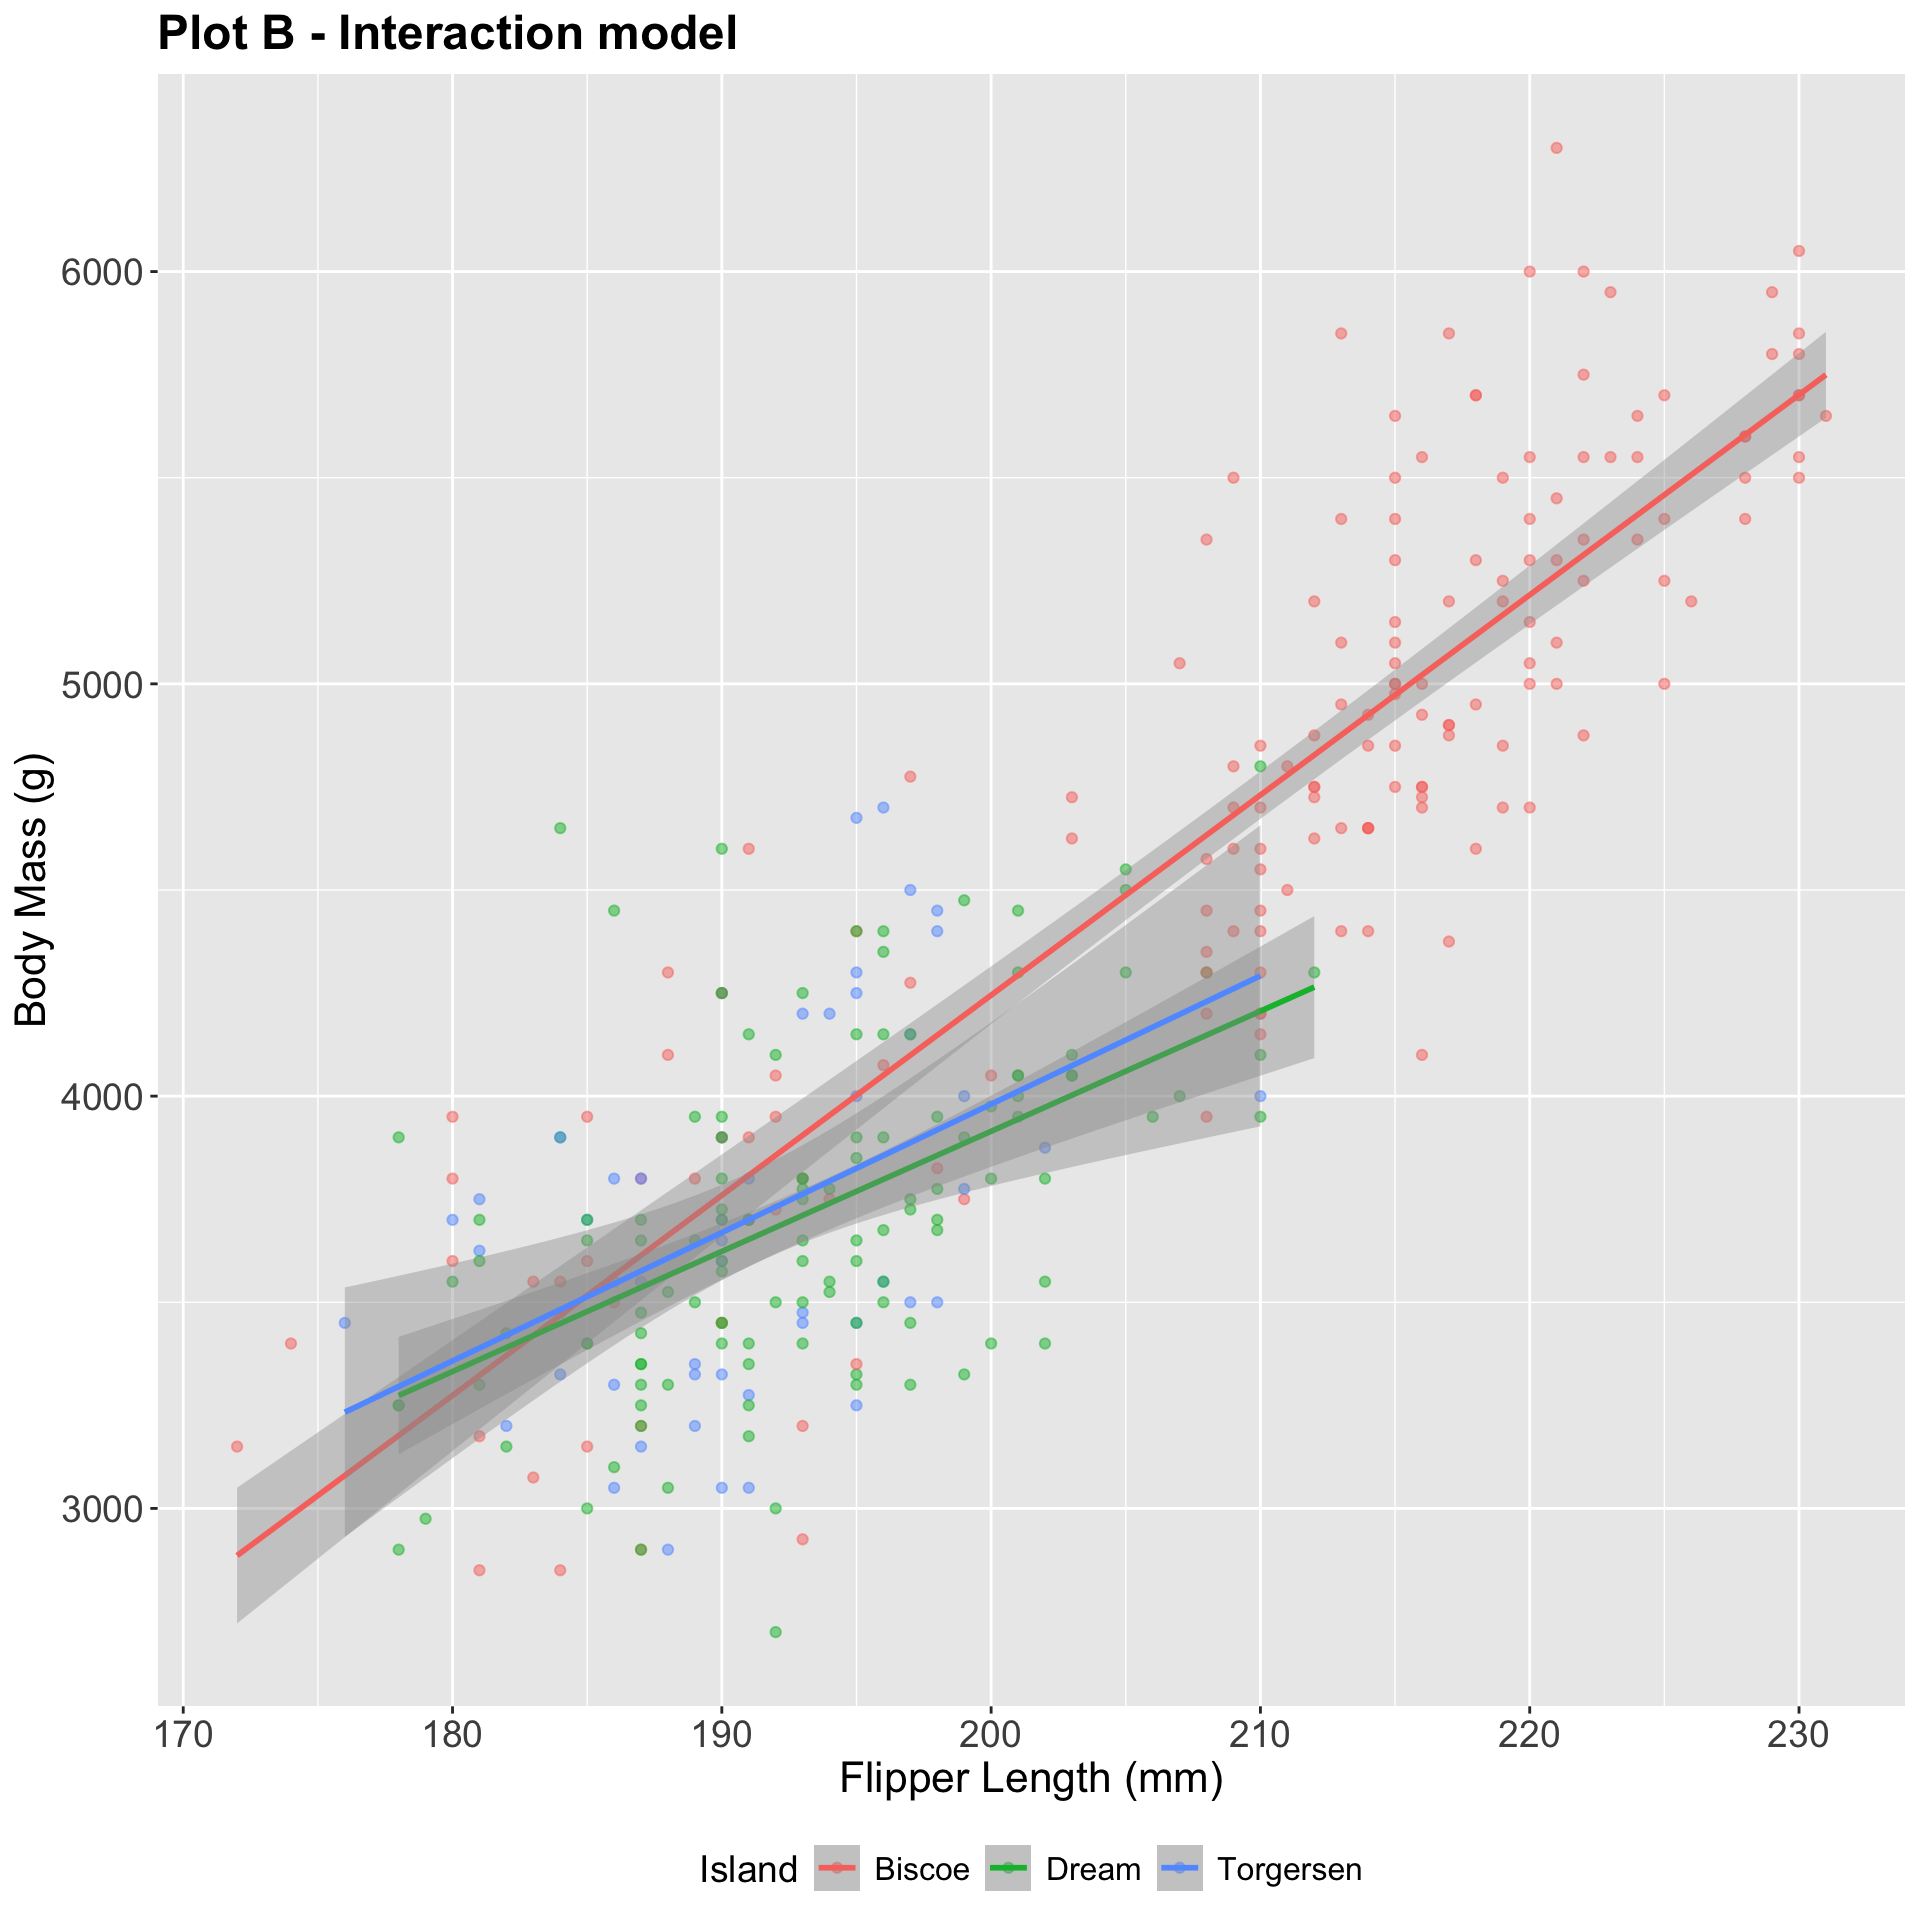 Plot B - Interaction model
6000
5000
4000
3000
Body Mass (g)
170 180 190 200 210 220 230
Flipper Length (mm)
Island Biscoe Dream Torgersen